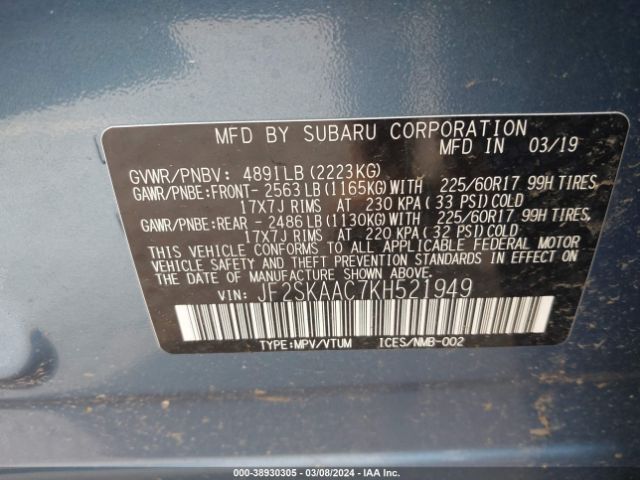 MFD BY SUBARU CORPORATION 03/19
GVWR/PNBV: 4891LB(2223KG)
GAWR/PNBE:FRONT- 2563 LB(1165KG)WITH 225/60R17 99H TIRES,
17X7J RIMS AT 230 KPA( 33 PSI)COLD
GAWR/PNBE:REAR - 2486 LB(1130KG)WITH 225/60R17 99H TIRES,
17X7J RIMS AT 220 KPA( 32 PSI)COLD
THIS VEHICLE CONFORMS TO ALL APPLICABLE FEDERAL MOTOR
VEHICLE SAFETY AND THEFT PREVENTION STANDARDS IN EFFECT ON
THE DATE OF MANUFACTURE SHOWN ABOVE.
VIN: JF2SKAAC7KH521949
TYPE:MPV/VTUM ICES/NMB-002
000-38930305 - 03/08/2024 - IAA Inc.